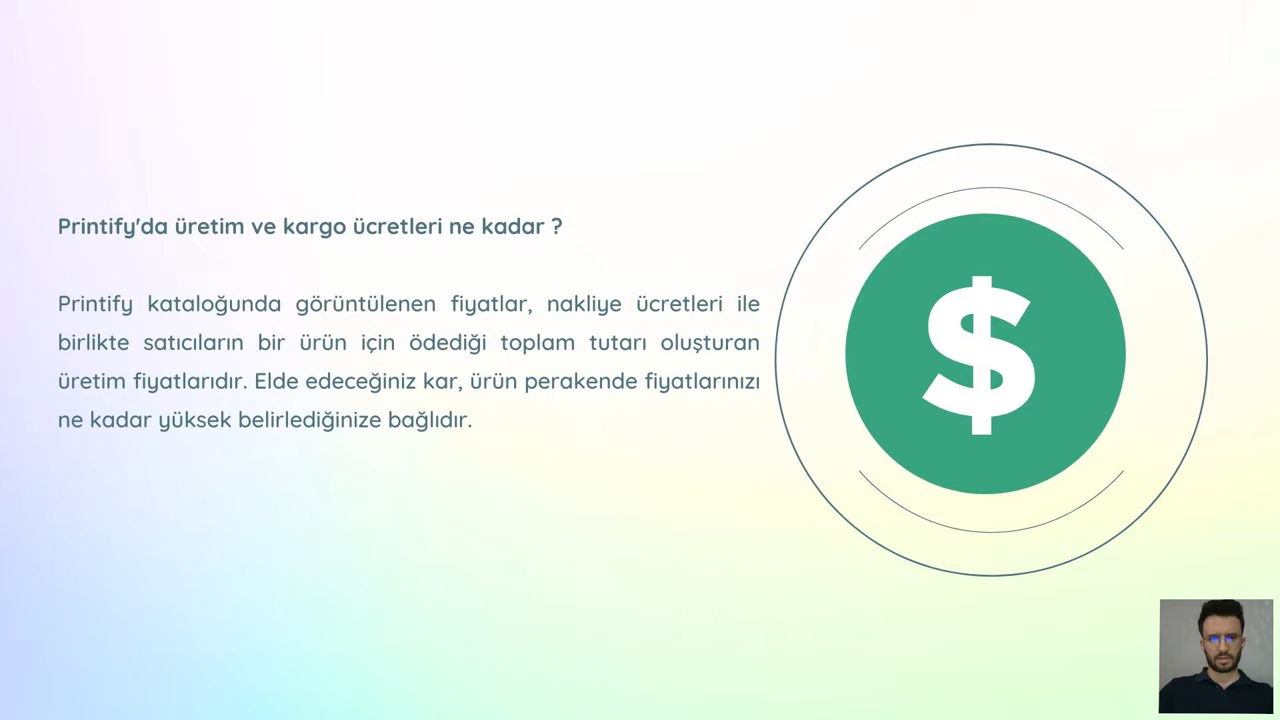 Printify'da üretim ve kargo ücretleri ne kadar ?
Printify kataloğunda görüntülenen fiyatlar, nakliye ücretleri ile
birlikte satıcıların bir ürün için ödediği toplam tutarı oluşturan
üretim fiyatlarıdır. Elde edeceğiniz kar, ürün perakende fiyatlarınızı
ne kadar yüksek belirlediğinize bağlıdır.
$